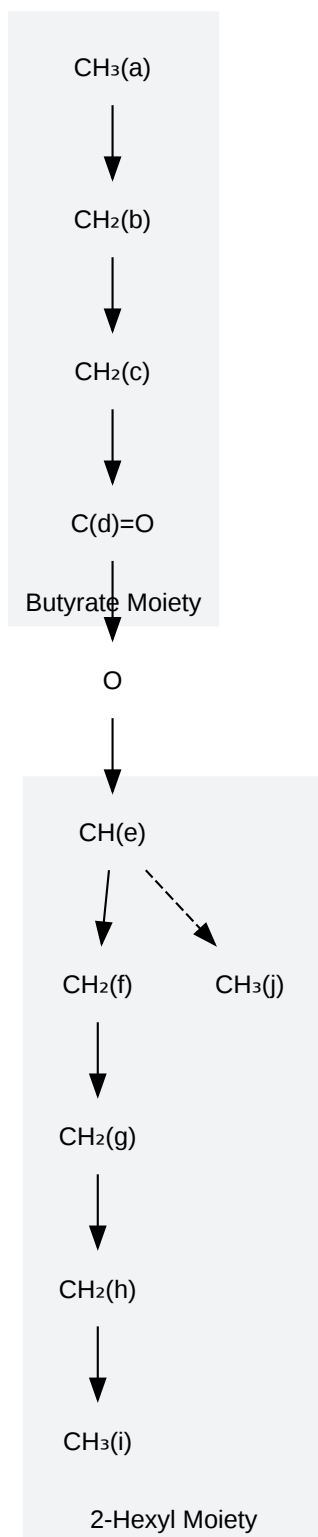 CH₃(a)
CH₂(b)
CH₂(c)
C(d)=O
Butyrate Moiety
O
CH(e)
CH₂(f) CH₃(j)
CH₂(g)
CH₂(h)
CH₃(i)
2-Hexyl Moiety